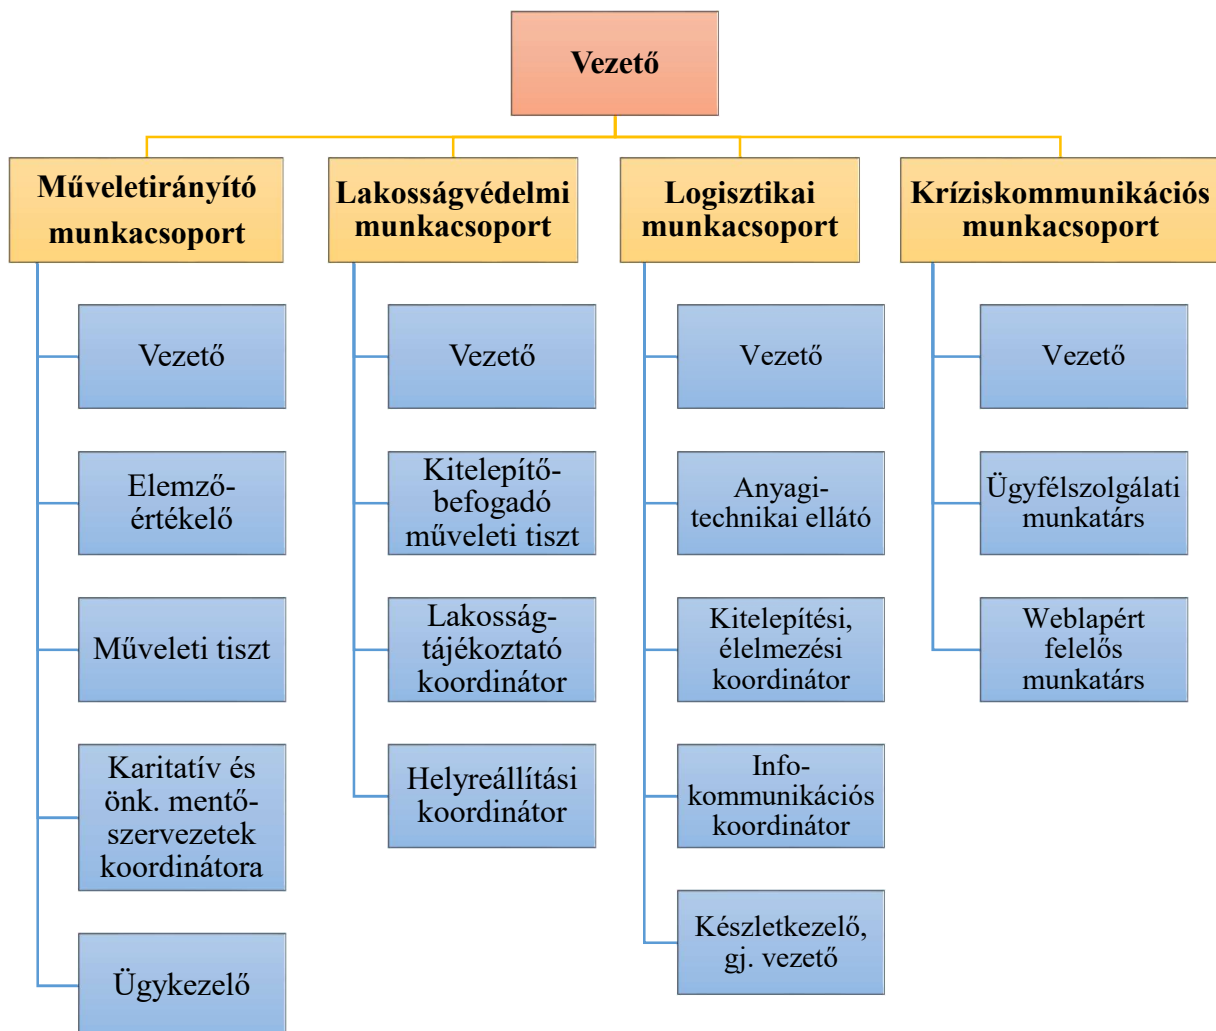 Vezető
Műveletirányító
munkacsoport
Vezető
Elemző-
értékelő
Műveleti tiszt
Karitatív és
önk. mentő-
szervezetek
koordinátora
Ügykezelő
Lakosságvédelmi
munkacsoport
Vezető
Kitelepítő-
befogadó
műveleti tiszt
Lakosság-
tájékoztató
koordinátor
Helyreállítási
koordinátor
Logisztikai
munkacsoport
Vezető
Anyagi-
technikai ellátó
Kitelepítési,
élelmezési
koordinátor
Info-
kommunikációs
koordinátor
Készletkezelő,
gj. vezető
Kríziskommunikációs
munkacsoport
Vezető
Ügyfélszolgálati
munkatárs
Weblapért
felelős
munkatárs